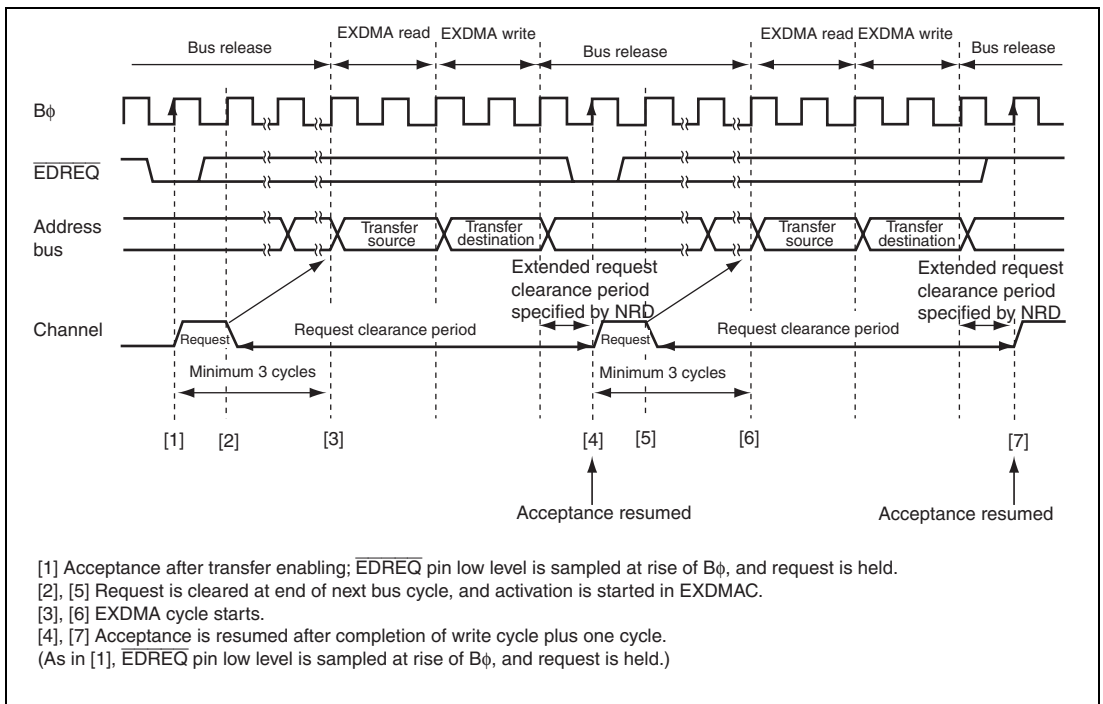 Bus release
EXDMA read
EXDMA write
Bus release
EXDMA read
EXDMA write
Bus release
Bφ
EDREQ
Address
bus
Transfer
source
Transfer
destination
Transfer
source
Transfer
destination
Extended request
clearance period
specified by NRD
Extended request
clearance period
specified by NRD
Channel
Request
Request clearance period
Request
Request clearance period
Minimum 3 cycles
Minimum 3 cycles
[1]
[2]
[3]
[4]
[5]
[6]
[7]
Acceptance resumed
Acceptance resumed
[1] Acceptance after transfer enabling; EDREQ pin low level is sampled at rise of Bφ, and request is held.
[2], [5] Request is cleared at end of next bus cycle, and activation is started in EXDMAC.
[3], [6] EXDMA cycle starts.
[4], [7] Acceptance is resumed after completion of write cycle plus one cycle.
(As in [1], EDREQ pin low level is sampled at rise of Bφ, and request is held.)